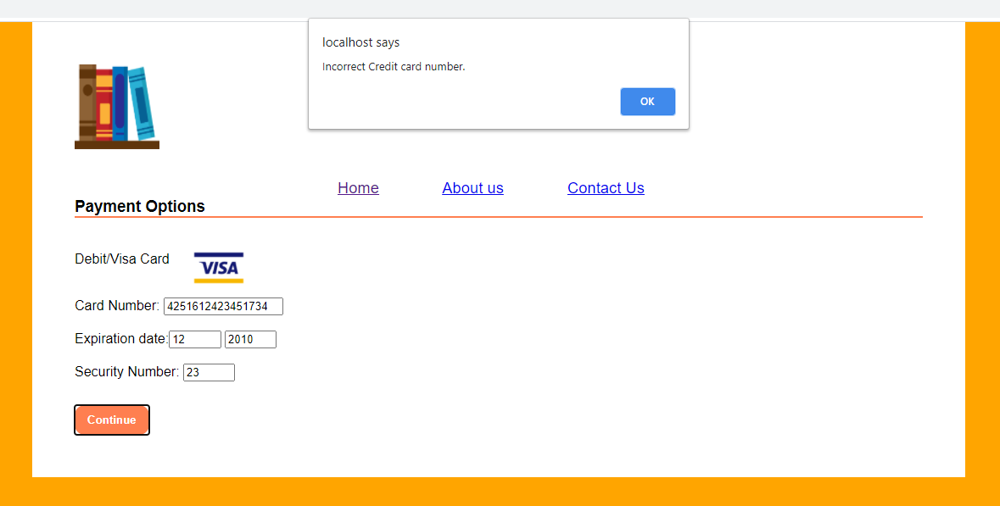 localhost says
Incorrect Credit card number.
OK
Home About us Contact Us
Payment Options
Debit/Visa Card VISA
Card Number: 4251612423451734
Expiration date: 12 2010
Security Number: 23
Continue